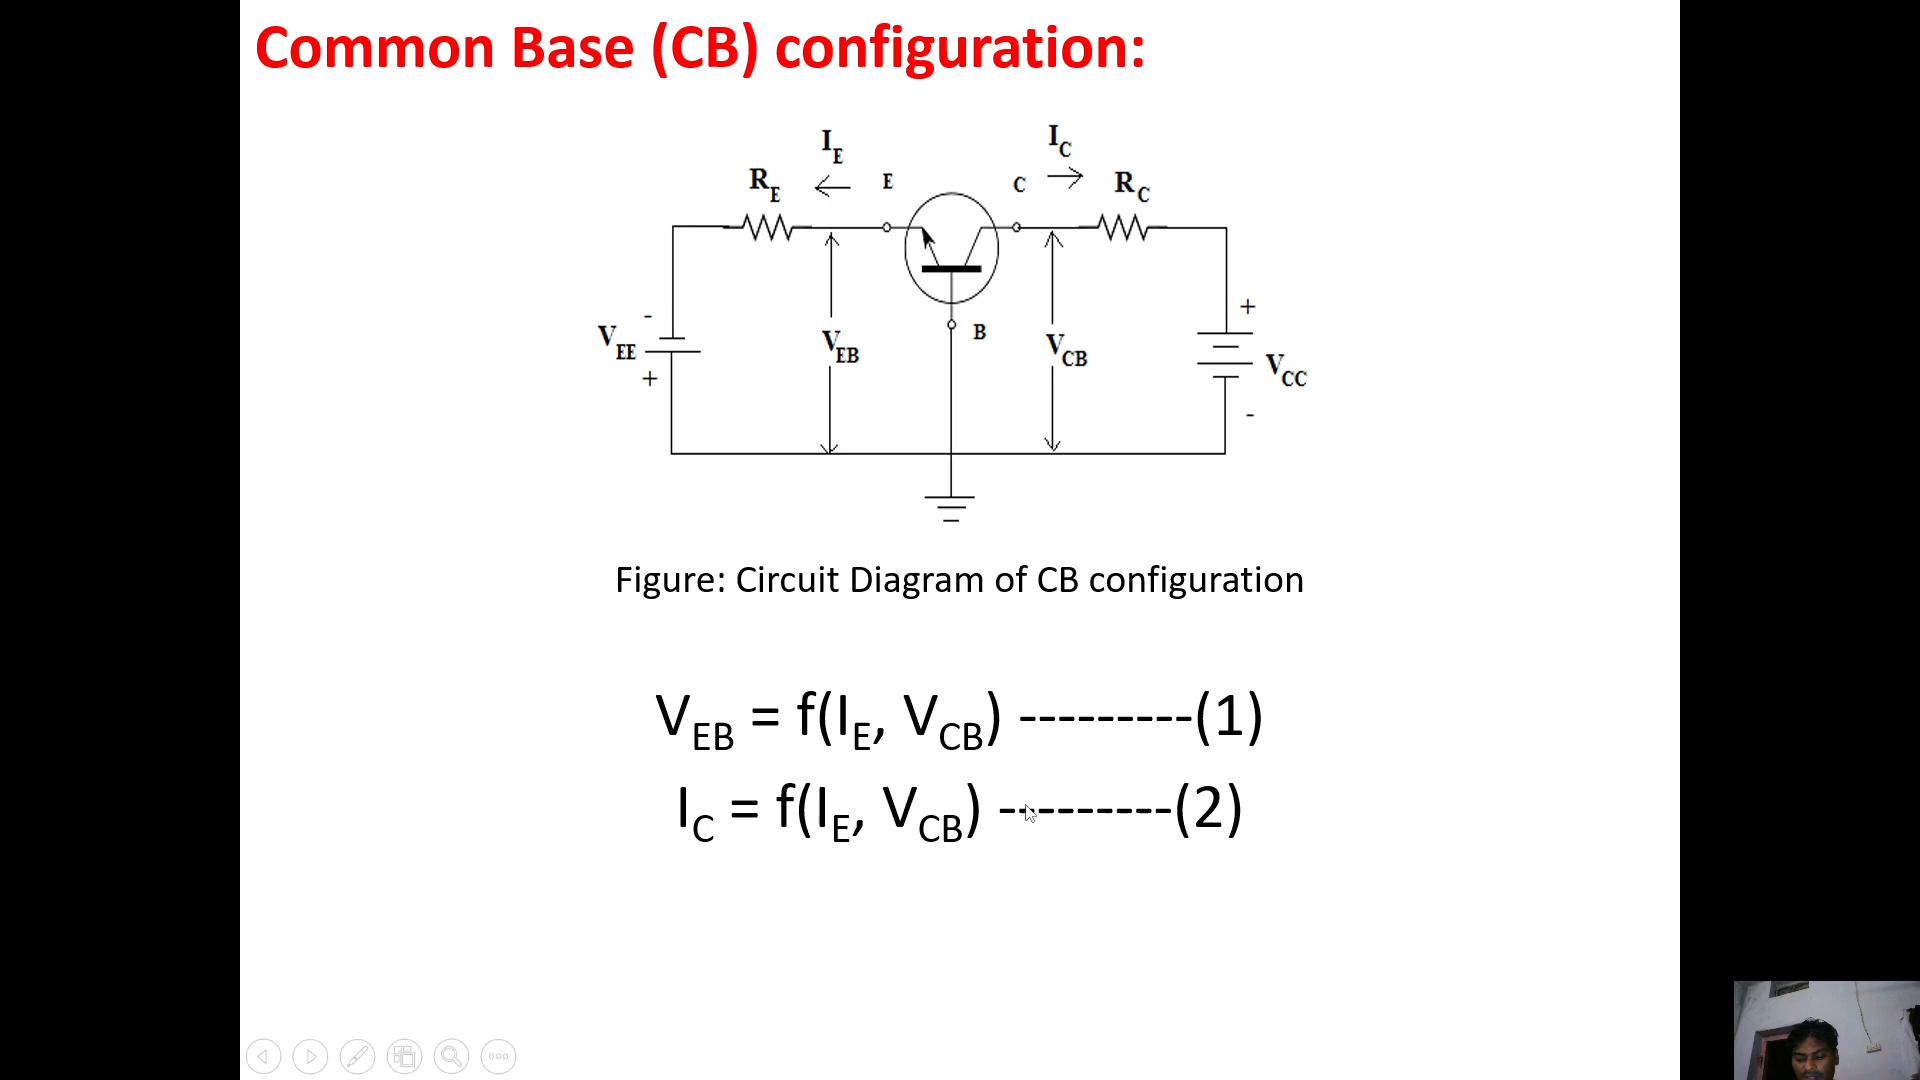 Common Base (CB) configuration:
I_E I_C
R_E E C R_C
- +
V_EE V_EB B V_CB V_CC
+ -
Figure: Circuit Diagram of CB configuration
V_EB = f(I_E, V_CB) ---------(1)
I_C = f(I_E, V_CB) ---------(2)